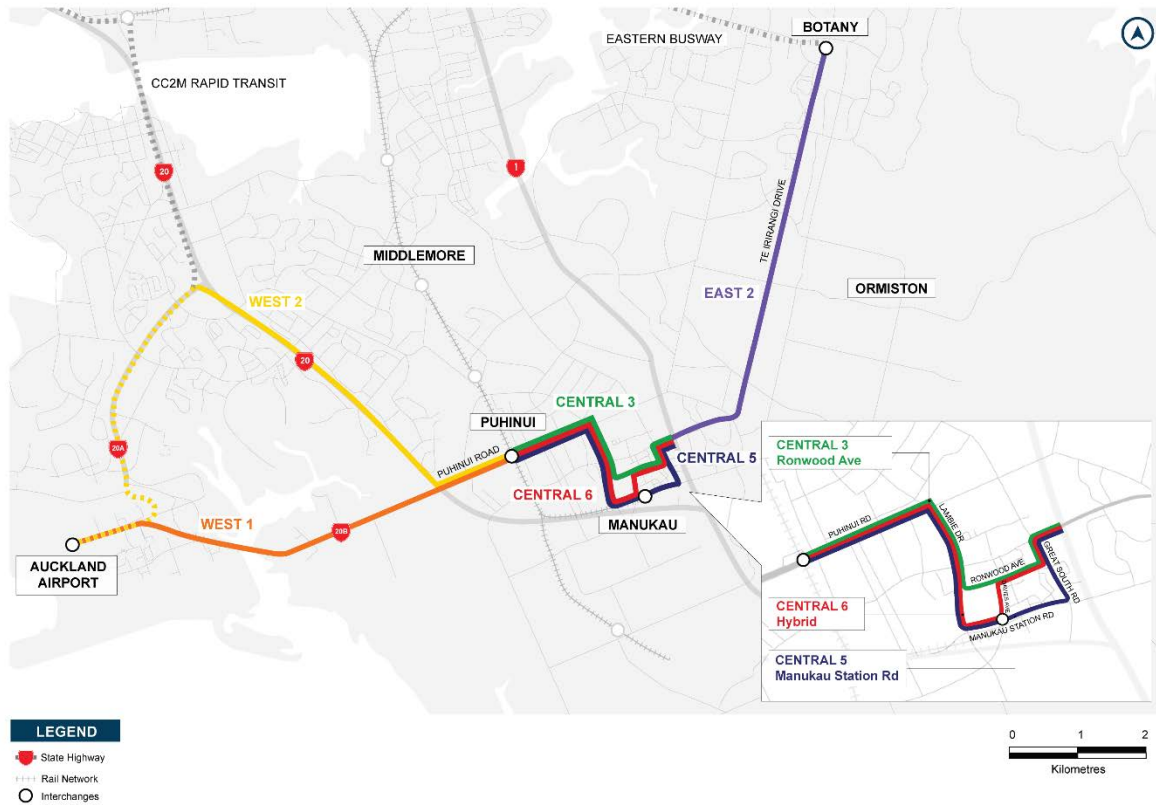 BOTANY
EASTERN BUSWAY
CC2M RAPID TRANSIT
20
1
TE IRIRANGI DRIVE
MIDDLEMORE
ORMISTON
EAST 2
WEST 2
20
CENTRAL 3
PUHINUI
20A
PUHINUI ROAD
CENTRAL 5
CENTRAL 6
MANUKAU
WEST 1
20B
AUCKLAND
AIRPORT
CENTRAL 3
Ronwood Ave
PUHINUI RD
LAMBIE DR
RONWOOD AVE
GREAT SOUTH RD
DAVIES AVE
MANUKAU STATION RD
CENTRAL 6
Hybrid
CENTRAL 5
Manukau Station Rd
LEGEND
State Highway
Rail Network
Interchanges
0 1 2
Kilometres